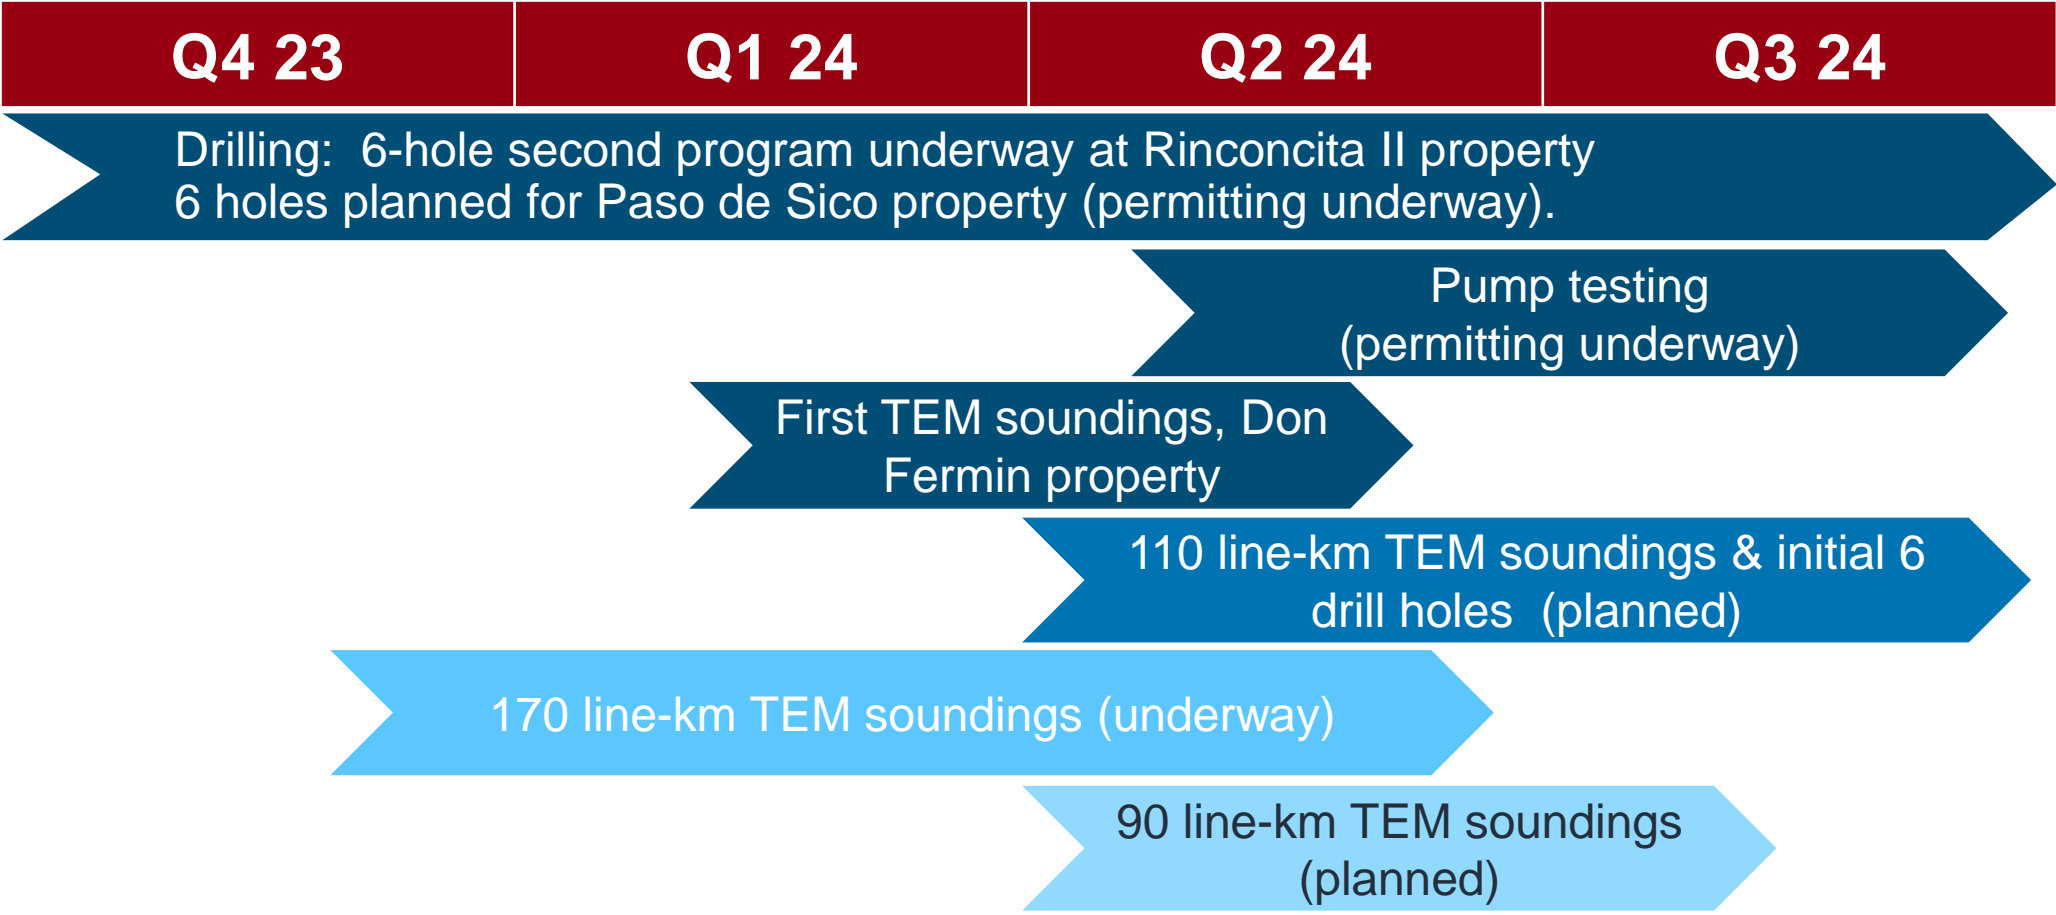 Q4 23
Q1 24
Q2 24
Q3 24
Drilling:  6-hole second program underway at Rinconcita II property
6 holes planned for Paso de Sico property (permitting underway).
Pump testing
(permitting underway)
First TEM soundings, Don
Fermin property
110 line-km TEM soundings & initial 6
drill holes  (planned)
170 line-km TEM soundings (underway)
90 line-km TEM soundings
(planned)